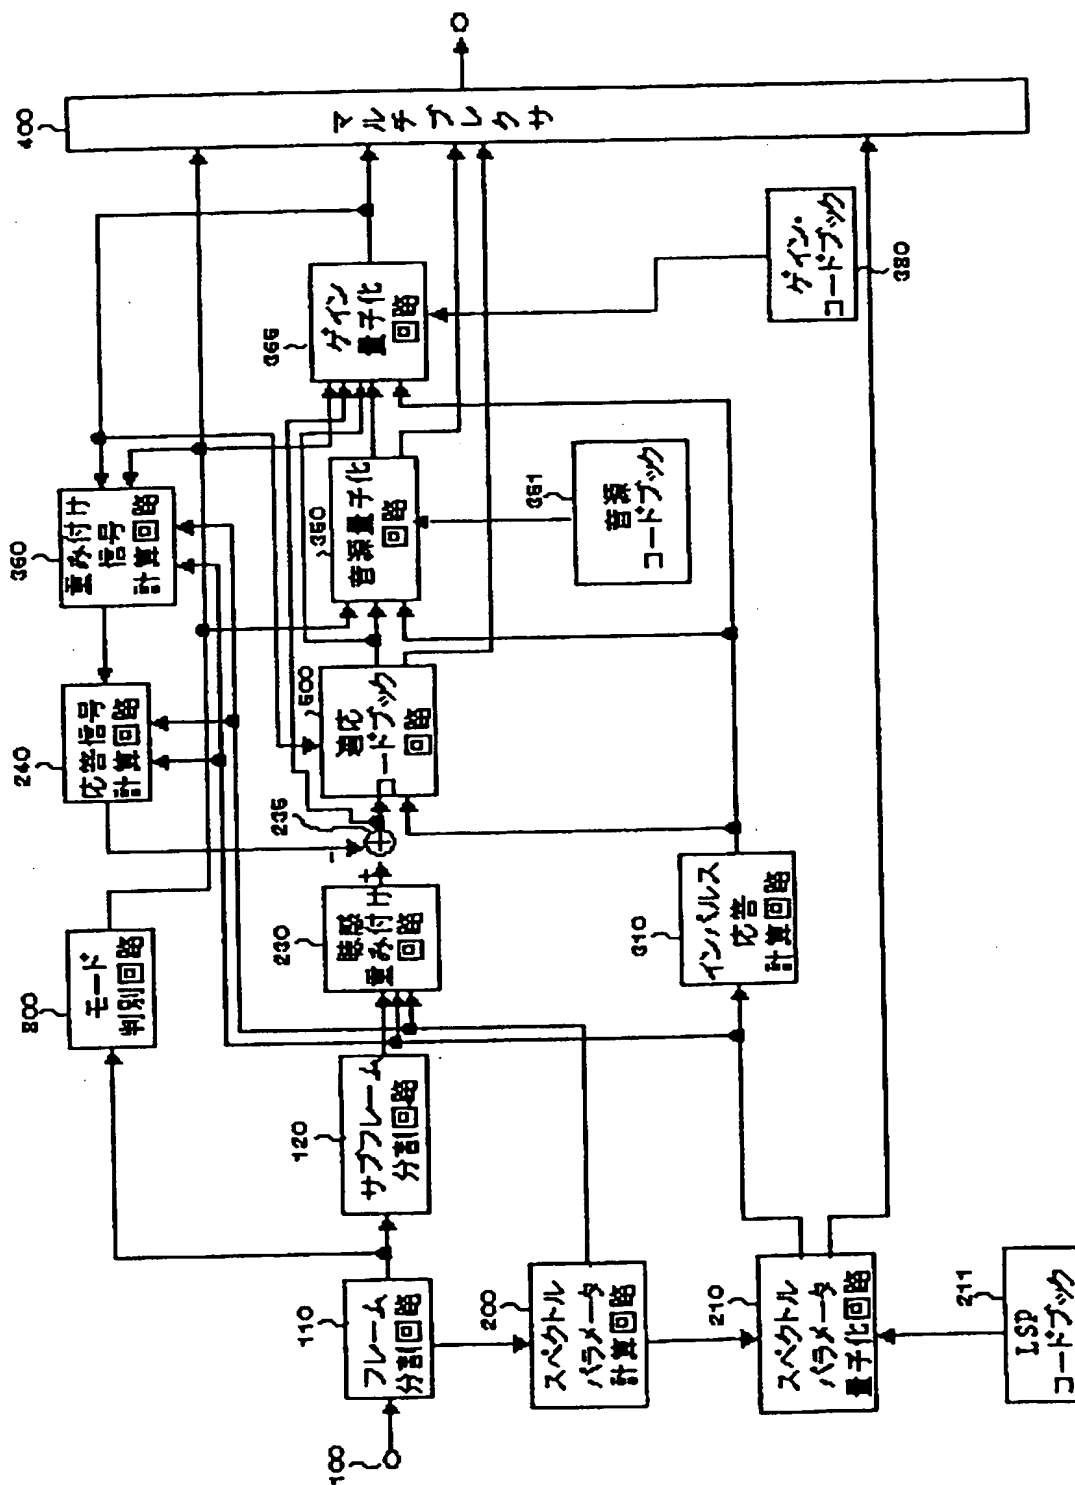 100
110
フレーム
分割回路
120
サブフレーム
分割回路
800
モード
判別回路
200
スペクトル
パラメータ
計算回路
210
スペクトル
パラメータ
量子化回路
211
LSP
コードブック
230
聴感
重み付け
回路
+
-
235
240
応答信号
計算回路
360
重み付け
信号
計算回路
310
インパルス
応答
計算回路
500
適応
コードブック
回路
350
音源量子化
回路
351
音源
コードブック
365
ゲイン
量子化
回路
380
ゲイン・
コードブック
400
マルチプレクサ